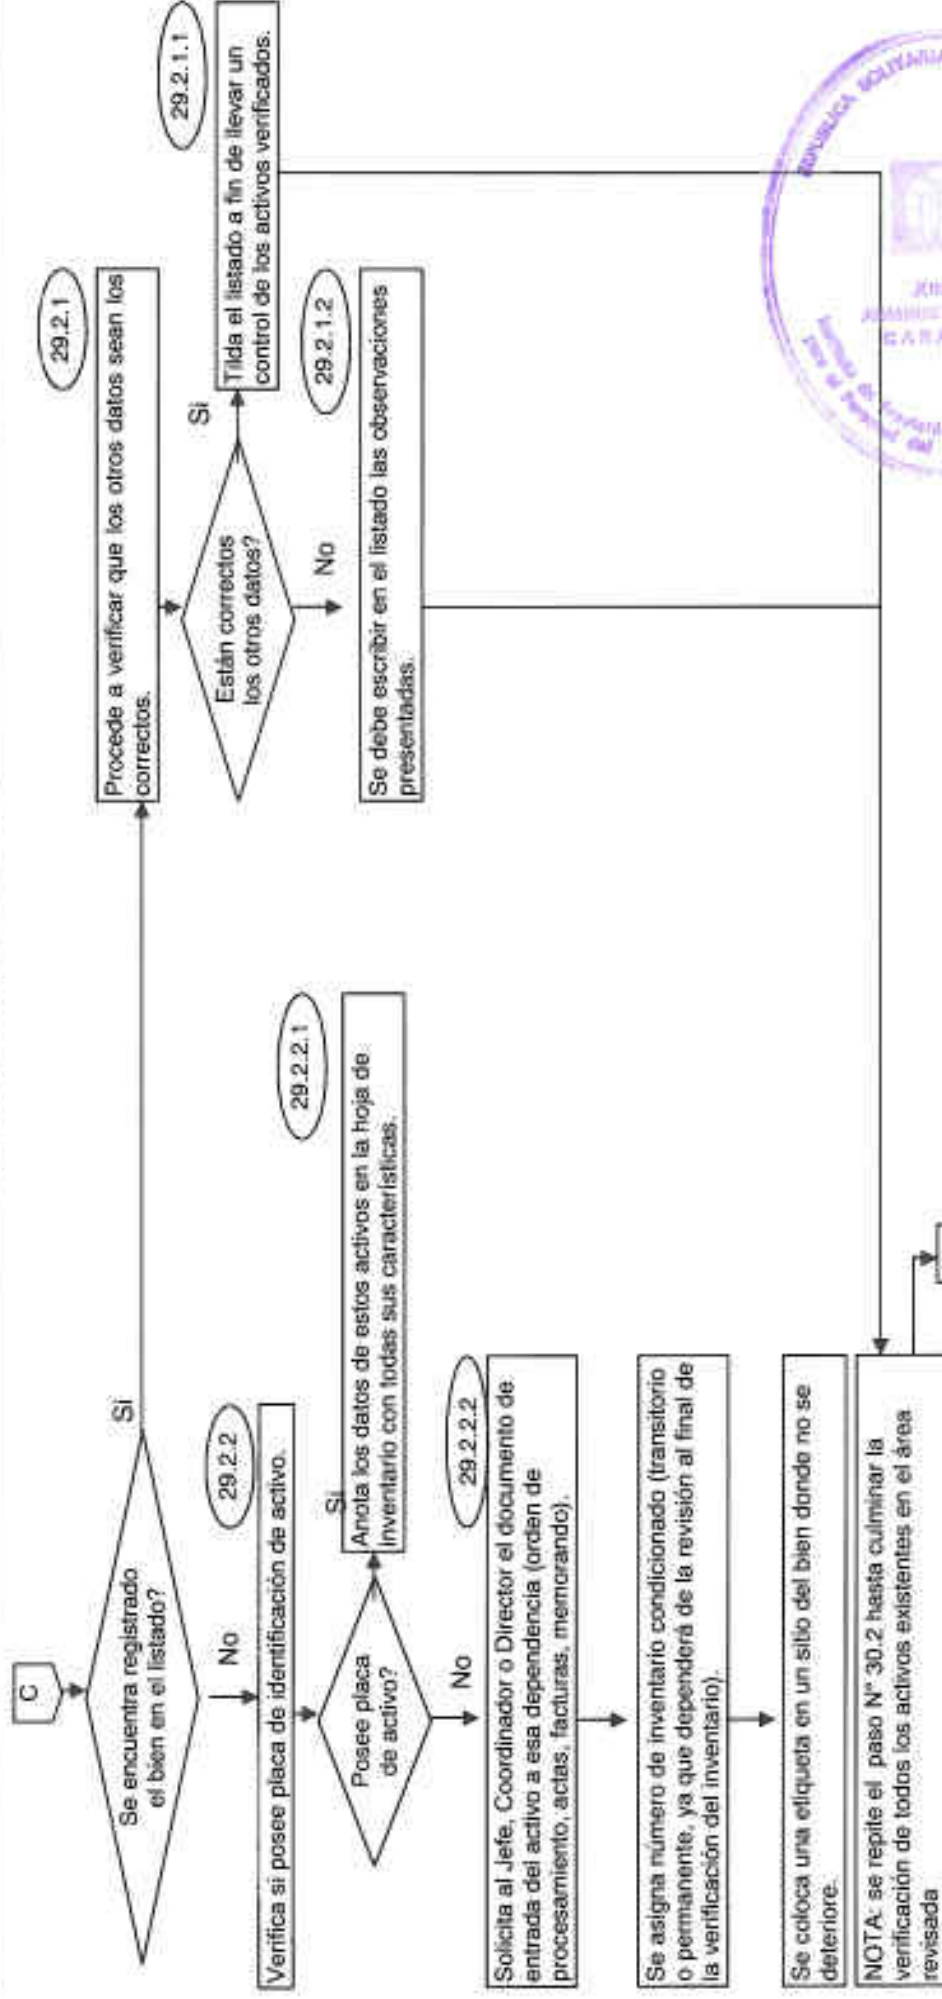 C
Se encuentra registrado
el bien en el listado?
Si
No
29.2.1
Procede a verificar que los otros datos sean los
correctos.
Están correctos
los otros datos?
Si
No
29.2.1.1
Tilda el listado a fin de llevar un
control de los activos verificados.
29.2.1.2
Se debe escribir en el listado las observaciones
presentadas.
29.2.2
Verifica si posee placa de identificación de activo.
Posee placa
de activo?
Si
No
29.2.2.1
Anota los datos de estos activos en la hoja de
Inventario con todas sus características.
29.2.2.2
Solicita al Jefe, Coordinador o Director el documento de
entrada del activo a esa dependencia (orden de
procesamiento, actas, facturas, memorando).
Se asigna número de inventario condicionado (transitorio
o permanente, ya que dependerá de la revisión al final de
la verificación del inventario).
Se coloca una etiqueta en un sitio del bien donde no se
deteriore.
NOTA: se repite el paso N° 30.2 hasta culminar la
verificación de todos los activos existentes en el área
revisada